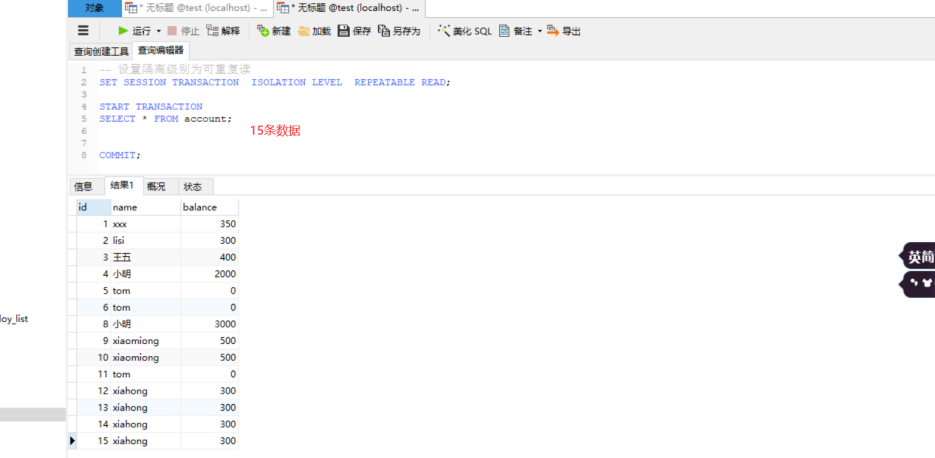 对象
* 无标题 @test (localhost) - ...
* 无标题 @test (localhost) - ...
运行
停止
解释
新建
加载
保存
另存为
美化 SQL
备注
导出
查询创建工具
查询编辑器
1 -- 设置隔离级别为可重复读
2 SET SESSION TRANSACTION ISOLATION LEVEL REPEATABLE READ;
3
4 START TRANSACTION
5 SELECT * FROM account;
15条数据
6
7
8 COMMIT;
信息
结果1
概况
状态
id name balance
1 xxx 350
2 lisi 300
3 王五 400
4 小明 2000
5 tom 0
6 tom 0
8 小明 3000
9 xiaomiong 500
10 xiaomiong 500
11 tom 0
12 xiahong 300
13 xiahong 300
14 xiahong 300
15 xiahong 300
loy_list
英简